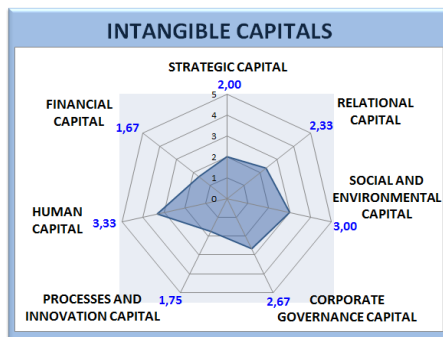 INTANGIBLE CAPITALS
STRATEGIC CAPITAL
2,00
5
4
3
2
1
0
RELATIONAL
CAPITAL
2,33
SOCIAL AND
ENVIRONMENTAL
CAPITAL
3,00
CORPORATE
GOVERNANCE CAPITAL
2,67
PROCESSES AND
INNOVATION CAPITAL
1,75
HUMAN
CAPITAL
3,33
FINANCIAL
CAPITAL
1,67